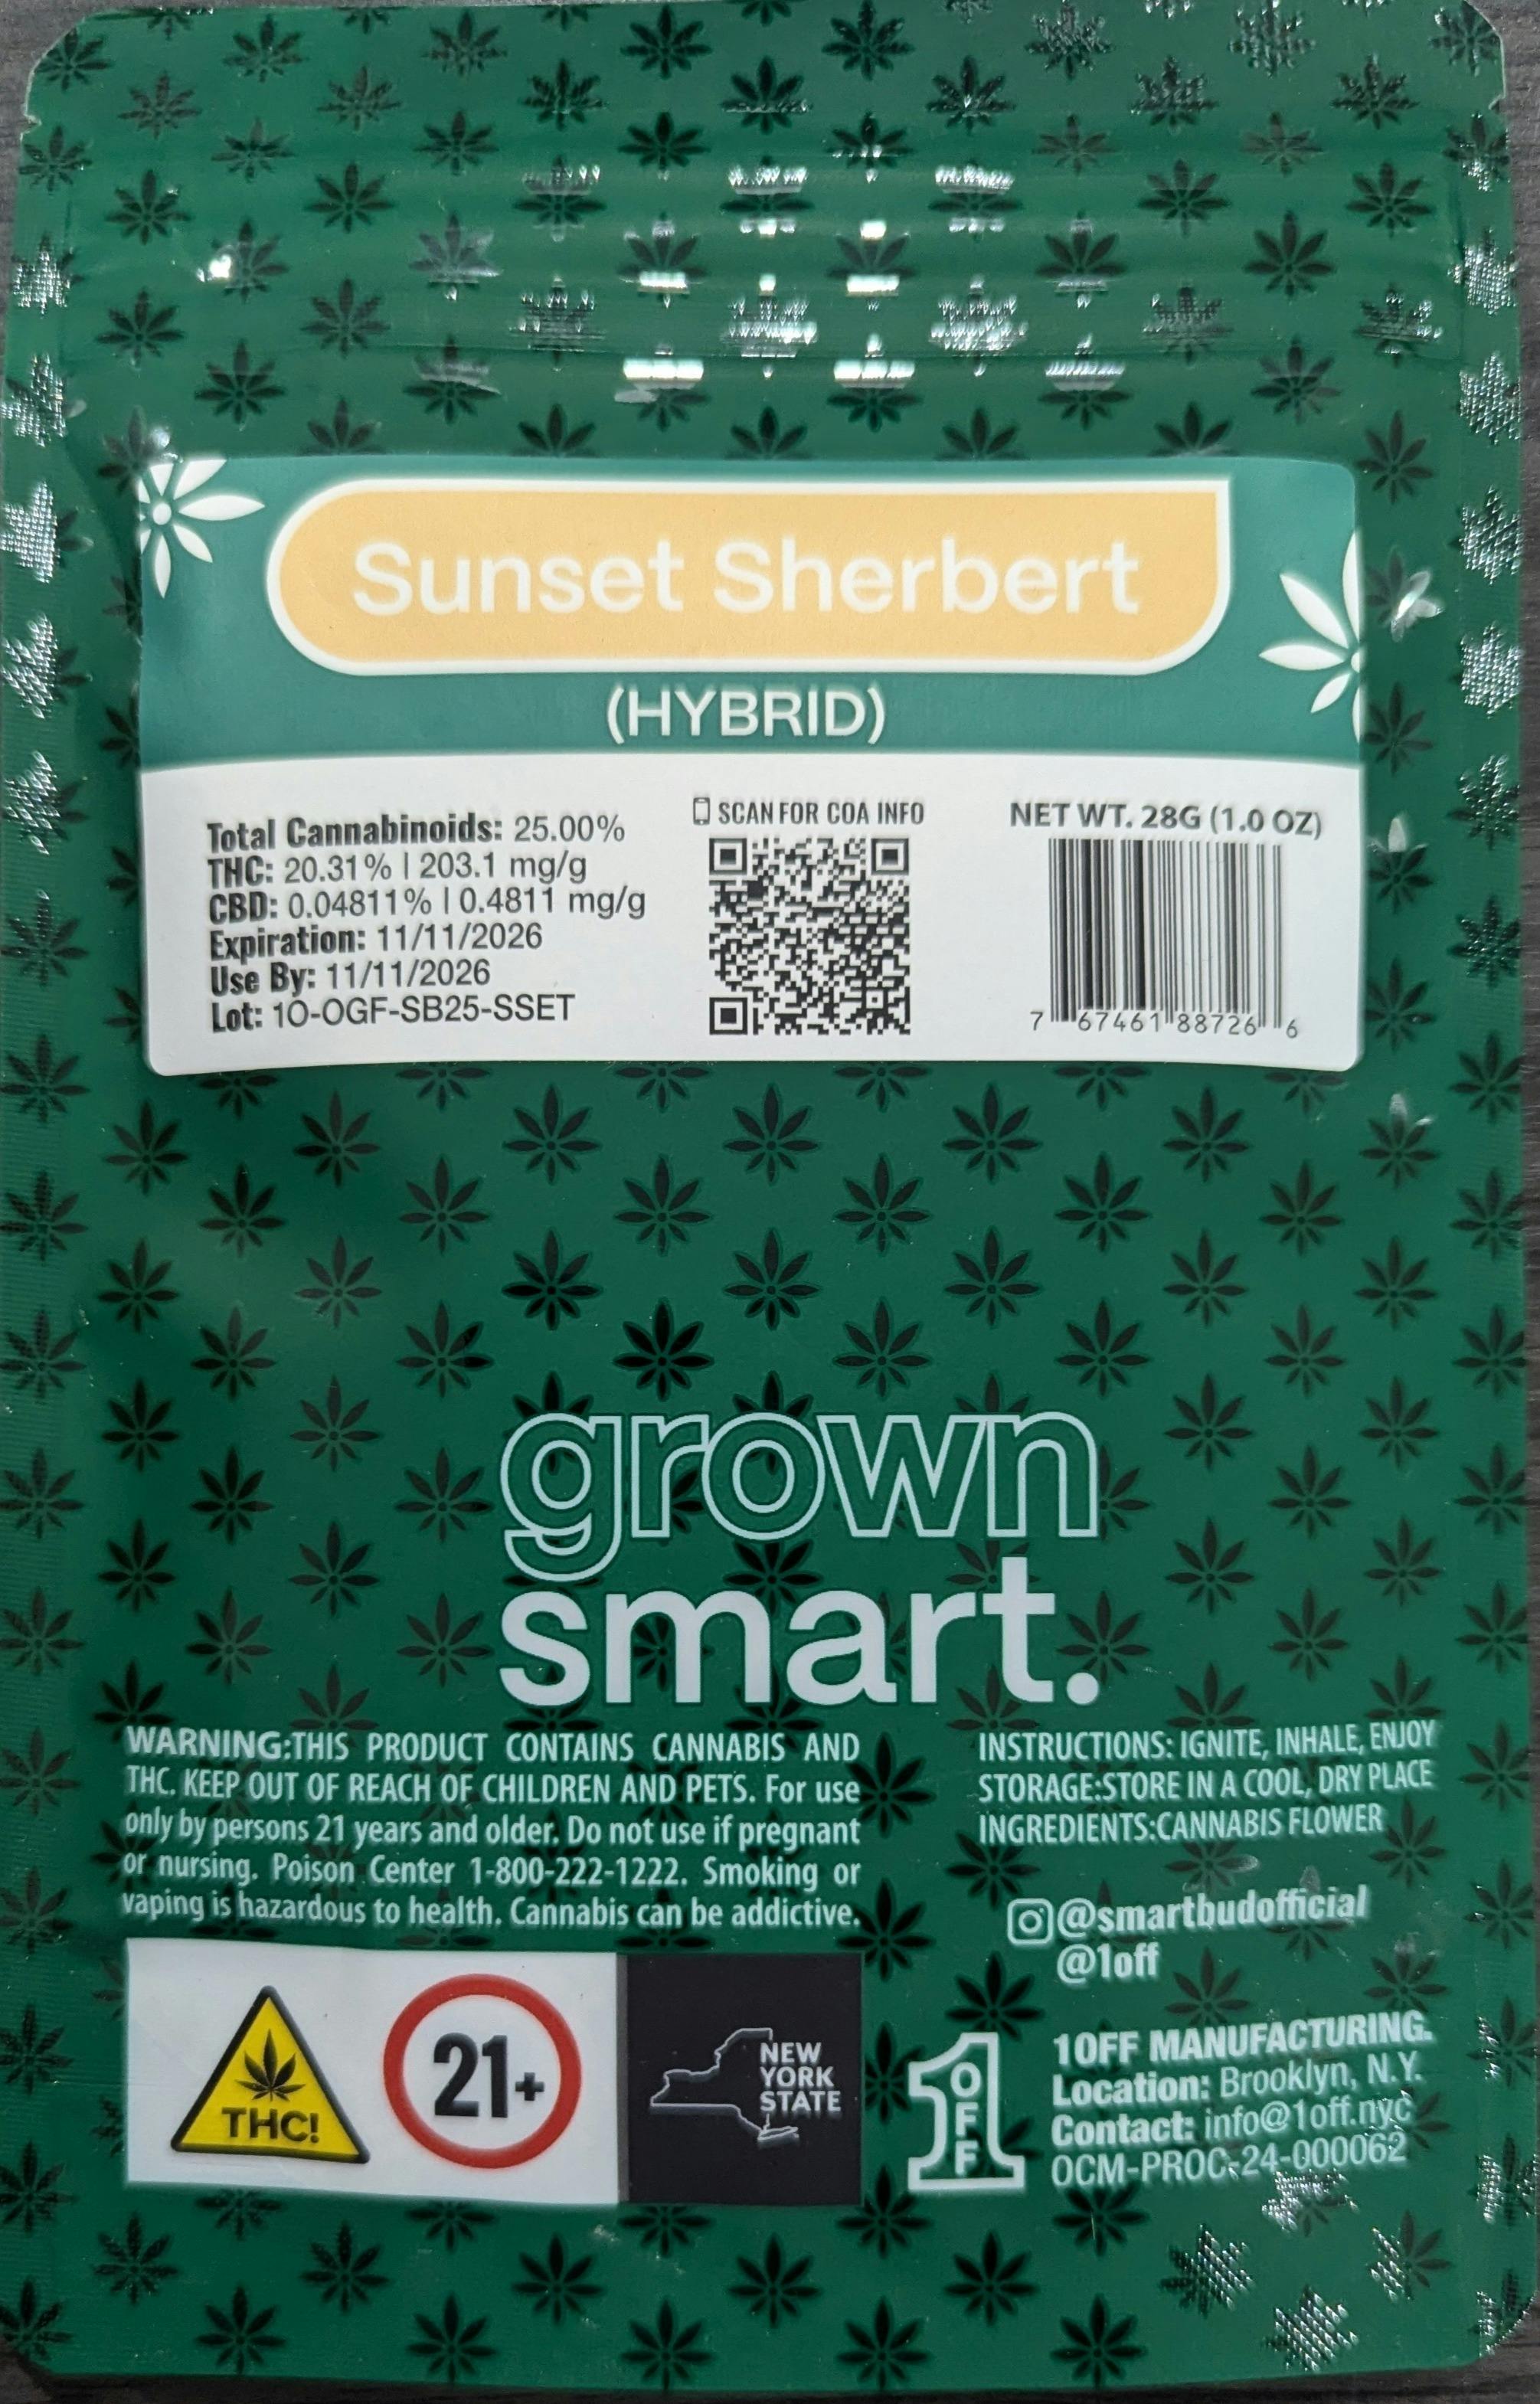 Sunset Sherbert
(HYBRID)
Total Cannabinoids: 25.00%
THC: 20.31% | 203.1 mg/g
CBD: 0.04811% | 0.4811 mg/g
Expiration: 11/11/2026
Use By: 11/11/2026
Lot: 1O-OGF-SB25-SSET
SCAN FOR COA INFO
NET WT. 28G (1.0 OZ)
7 67461 88726 6
grown
smart.
WARNING:THIS PRODUCT CONTAINS CANNABIS AND
THC. KEEP OUT OF REACH OF CHILDREN AND PETS. For use
only by persons 21 years and older. Do not use if pregnant
or nursing. Poison Center 1-800-222-1222. Smoking or
vaping is hazardous to health. Cannabis can be addictive.
INSTRUCTIONS: IGNITE, INHALE, ENJOY
STORAGE:STORE IN A COOL, DRY PLACE
INGREDIENTS:CANNABIS FLOWER
@smartbudofficial
@1off
THC!
21+
NEW
YORK
STATE
1OFF
1OFF MANUFACTURING.
Location: Brooklyn, N.Y.
Contact: info@1off.nyc
OCM-PROC-24-000062